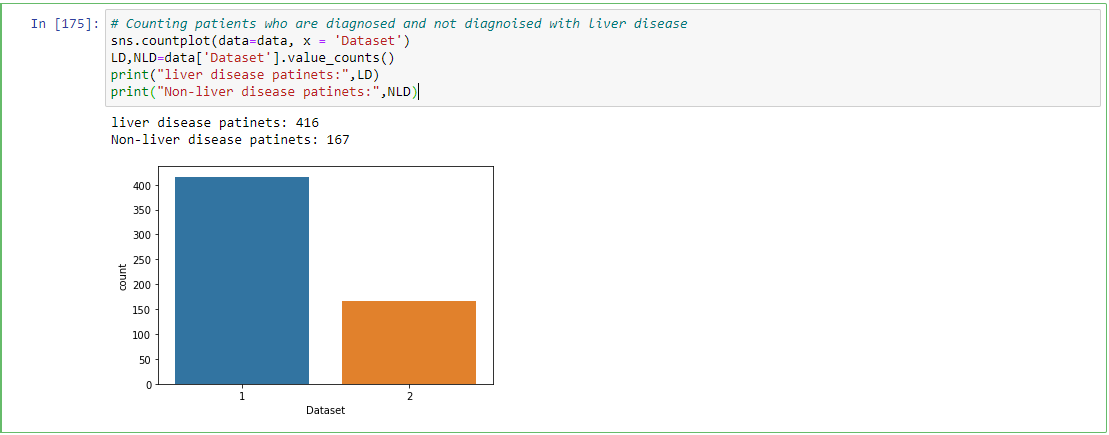 In [175]: # Counting patients who are diagnosed and not diagnoised with liver disease
sns.countplot(data=data, x = 'Dataset')
LD,NLD=data['Dataset'].value_counts()
print("liver disease patinets:",LD)
print("Non-liver disease patinets:",NLD)
liver disease patinets: 416
Non-liver disease patinets: 167
400
350
300
250
200
150
100
50
0
count
1 2
Dataset